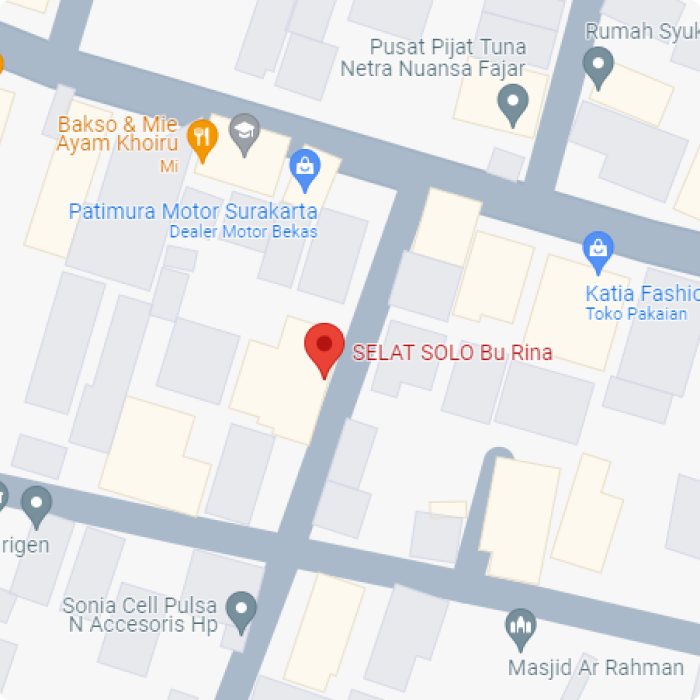 Rumah Syuk
Pusat Pijat Tuna
Netra Nuansa Fajar
Bakso & Mie
Ayam Khoiru
Mi
Patimura Motor Surakarta
Dealer Motor Bekas
Katia Fashio
Toko Pakaian
SELAT SOLO Bu Rina
rigen
Sonia Cell Pulsa
N Accesoris Hp
Masjid Ar Rahman